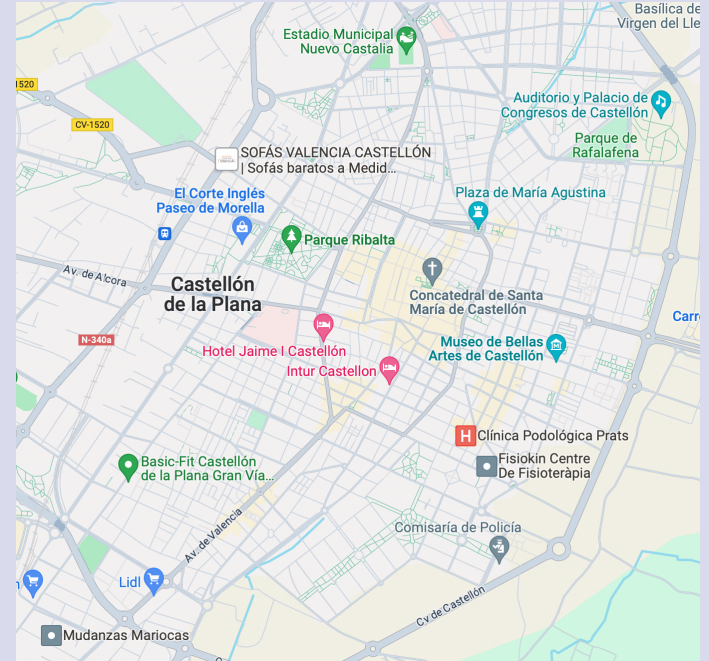 Basílica de
Virgen del Lle
Estadio Municipal
Nuevo Castalia
1520
CV-1520
Auditorio y Palacio de
Congresos de Castellón
Parque de
Rafalafena
SOFÁS VALENCIA CASTELLÓN
| Sofás baratos a Medid...
El Corte Inglés
Paseo de Morella
Plaza de María Agustina
Parque Ribalta
Av. de Alcora
Castellón
de la Plana
Concatedral de Santa
María de Castellón
Carr
N-340a
Hotel Jaime I Castellón
Museo de Bellas
Artes de Castellón
Intur Castellon
H
Clínica Podológica Prats
Basic-Fit Castellón
de la Plana Gran Vía...
Fisiokin Centre
De Fisioteràpia
Av. de Valencia
Comisaría de Policía
n
Lidl
Cv de Castellón
Mudanzas Mariocas